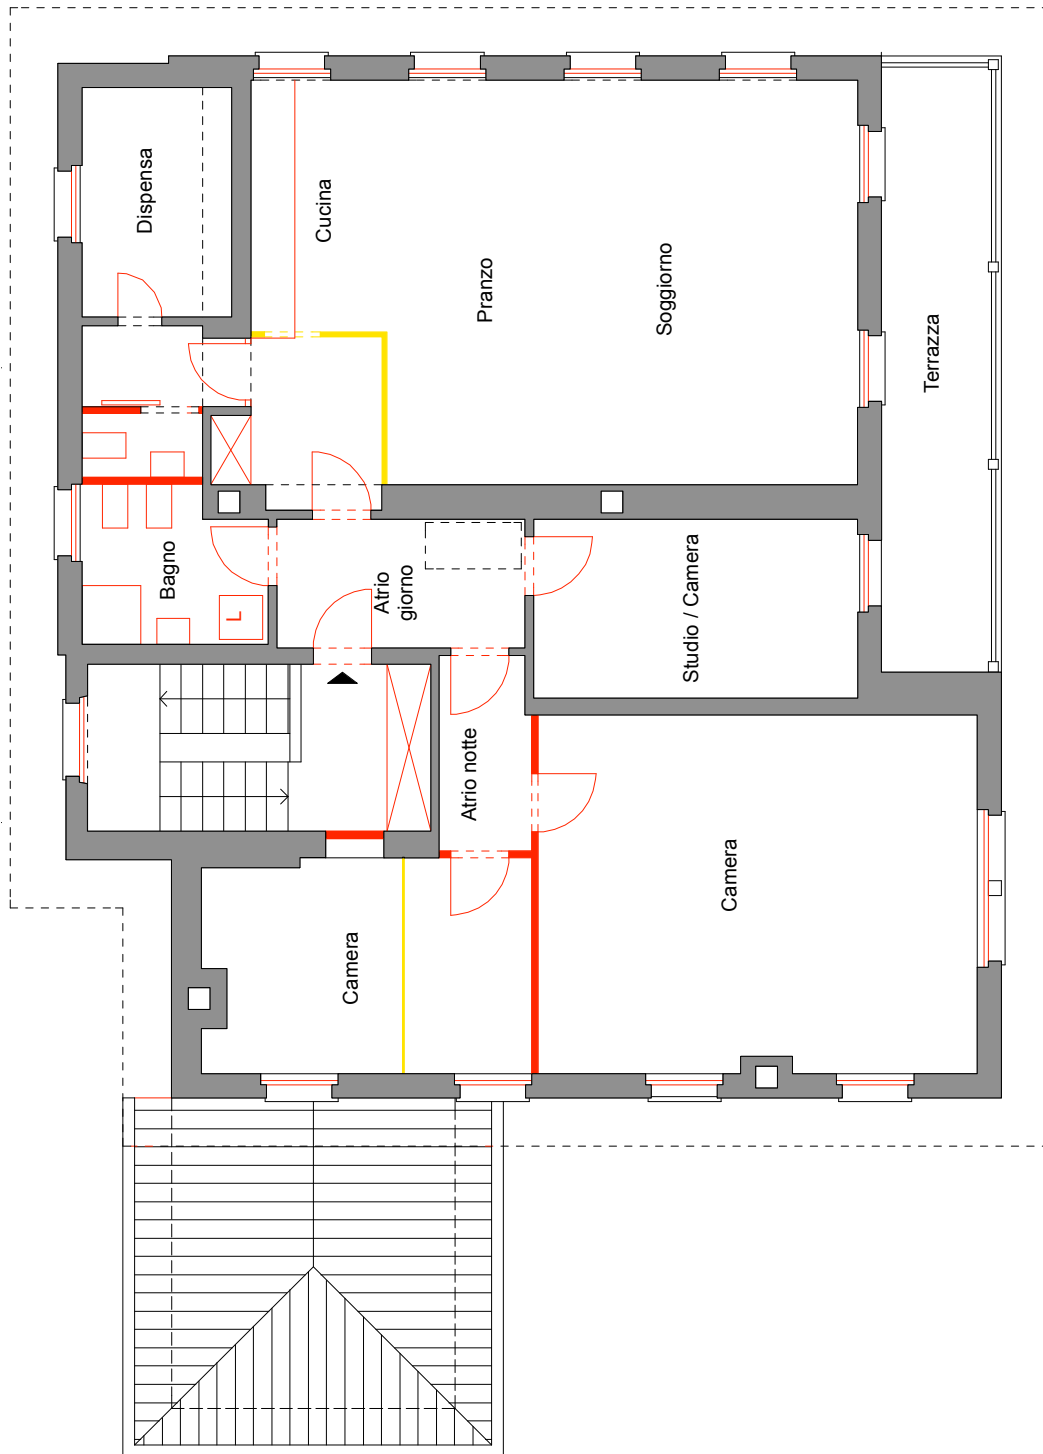 Dispensa
Cucina
Pranzo
Soggiorno
Terrazza
Bagno
L
Atrio
giorno
Studio / Camera
Atrio notte
Camera
Camera